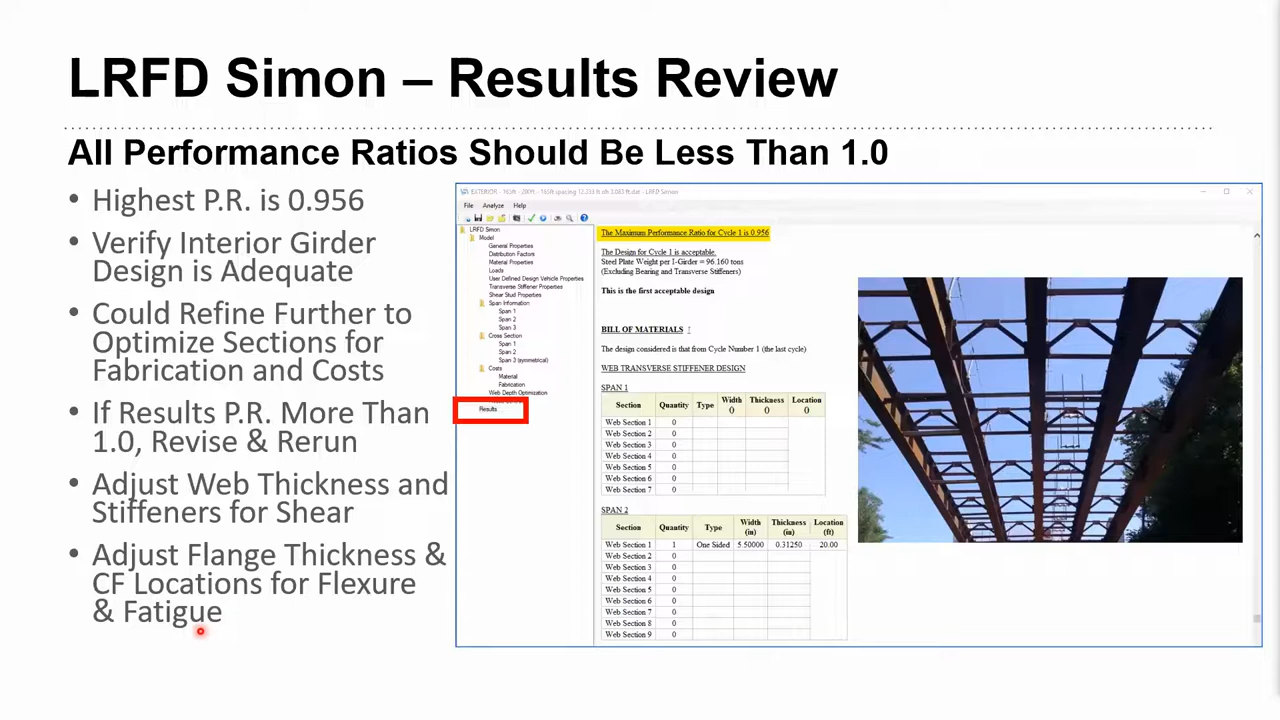 LRFD Simon – Results Review
All Performance Ratios Should Be Less Than 1.0
• Highest P.R. is 0.956
• Verify Interior Girder
Design is Adequate
• Could Refine Further to
Optimize Sections for
Fabrication and Costs
• If Results P.R. More Than
1.0, Revise & Rerun
• Adjust Web Thickness and
Stiffeners for Shear
• Adjust Flange Thickness &
CF Locations for Flexure
& Fatigue
File Analyze Help
LRFD Simon
Model
General Properties
Distribution Factors
Material Properties
Loads
User Defined Design Vehicle Properties
Transverse Stiffener Properties
Shear Stud Properties
Span Information
Span 1
Span 2
Span 3
Cross Section
Span 1
Span 2
Span 3 (symmetrical)
Costs
Material
Fabrication
Web Depth Optimization
Results
The Maximum Performance Ratio for Cycle 1 is 0.956
The Design for Cycle 1 is acceptable.
Steel Plate Weight per I-Girder = 96.160 tons
(Excluding Bearing and Transverse Stiffeners)
This is the first acceptable design
BILL OF MATERIALS
The design considered is that from Cycle Number 1 (the last cycle)
WEB TRANSVERSE STIFFENER DESIGN
SPAN 1
Section Quantity Type Width () Thickness () Location ()
Web Section 1 0
Web Section 2 0
Web Section 3 0
Web Section 4 0
Web Section 5 0
Web Section 6 0
Web Section 7 0
SPAN 2
Section Quantity Type Width (in) Thickness (in) Location (ft)
Web Section 1 1 One Sided 5.50000 0.31250 20.00
Web Section 2 0
Web Section 3 0
Web Section 4 0
Web Section 5 0
Web Section 6 0
Web Section 7 0
Web Section 8 0
Web Section 9 0